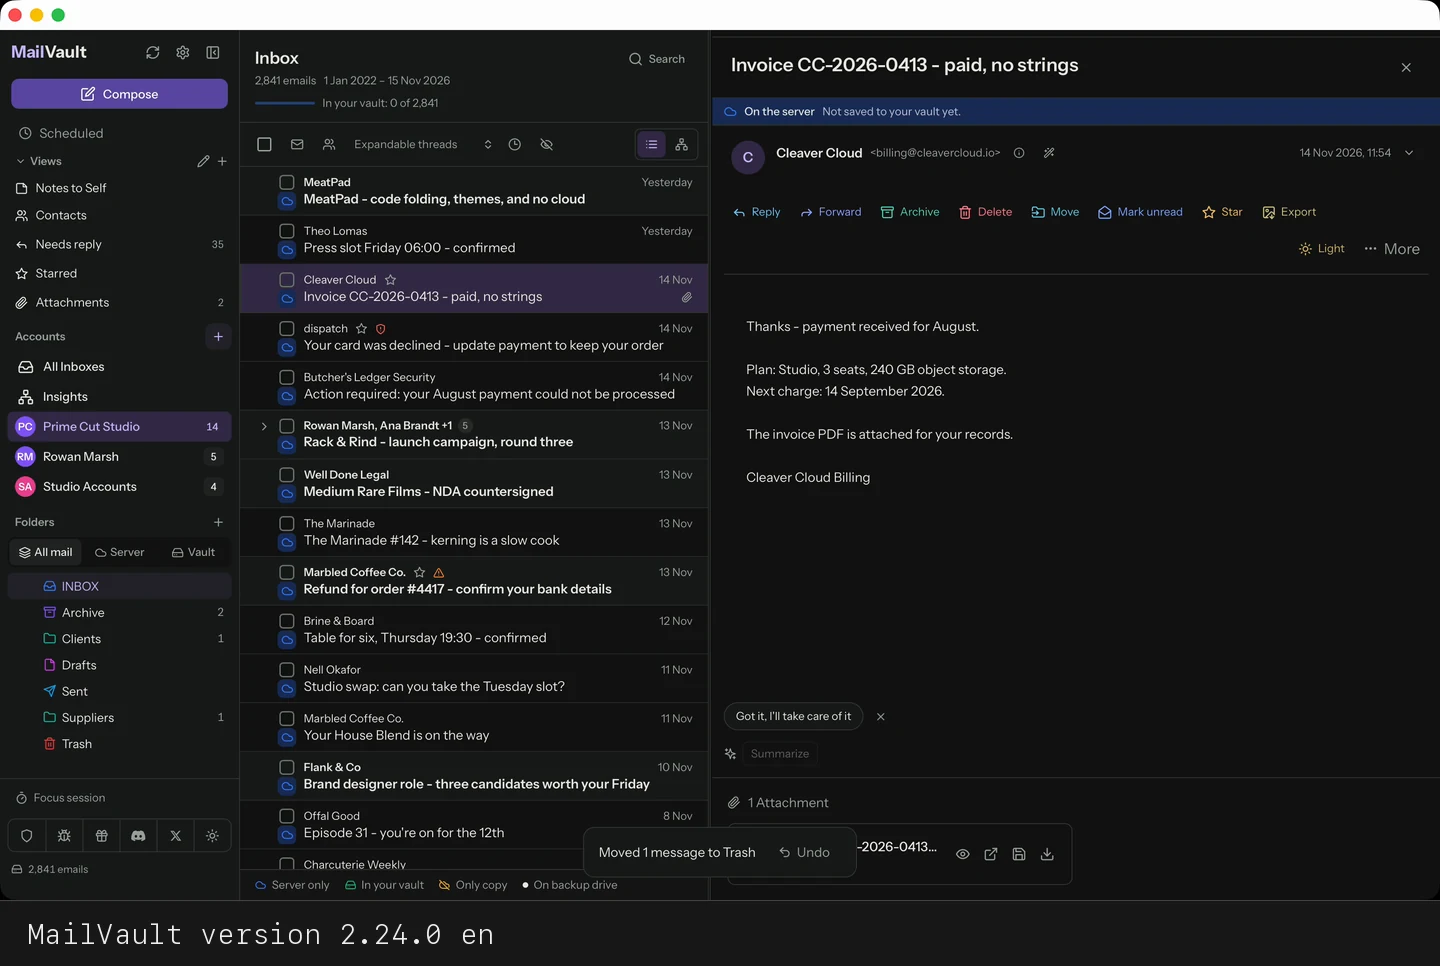 MailVault
Compose
Scheduled
Views
Notes to Self
Contacts
Needs reply 35
Starred
Attachments 2
Accounts
All Inboxes
Insights
PC Prime Cut Studio 14
RM Rowan Marsh 5
SA Studio Accounts 4
Folders
All mail Server Vault
INBOX
Archive 2
Clients 1
Drafts
Sent
Suppliers 1
Trash
Focus session
2,841 emails
Inbox
Search
2,841 emails 1 Jan 2022 – 15 Nov 2026
In your vault: 0 of 2,841
Expandable threads
MeatPad Yesterday
MeatPad - code folding, themes, and no cloud
Theo Lomas Yesterday
Press slot Friday 06:00 - confirmed
Cleaver Cloud 14 Nov
Invoice CC-2026-0413 - paid, no strings
dispatch 14 Nov
Your card was declined - update payment to keep your order
Butcher's Ledger Security 14 Nov
Action required: your August payment could not be processed
Rowan Marsh, Ana Brandt +1 5 13 Nov
Rack & Rind - launch campaign, round three
Well Done Legal 13 Nov
Medium Rare Films - NDA countersigned
The Marinade 13 Nov
The Marinade #142 - kerning is a slow cook
Marbled Coffee Co. 13 Nov
Refund for order #4417 - confirm your bank details
Brine & Board 12 Nov
Table for six, Thursday 19:30 - confirmed
Nell Okafor 11 Nov
Studio swap: can you take the Tuesday slot?
Marbled Coffee Co. 11 Nov
Your House Blend is on the way
Flank & Co 10 Nov
Brand designer role - three candidates worth your Friday
Offal Good 8 Nov
Episode 31 - you're on for the 12th
Charcuterie Weekly
Server only In your vault Only copy On backup drive
Invoice CC-2026-0413 - paid, no strings
On the server Not saved to your vault yet.
C Cleaver Cloud <billing@cleavercloud.io> 14 Nov 2026, 11:54
Reply Forward Archive Delete Move Mark unread Star Export
Light More
Thanks - payment received for August.
Plan: Studio, 3 seats, 240 GB object storage.
Next charge: 14 September 2026.
The invoice PDF is attached for your records.
Cleaver Cloud Billing
Got it, I'll take care of it
Summarize
1 Attachment
-2026-0413...
Moved 1 message to Trash Undo
MailVault version 2.24.0 en